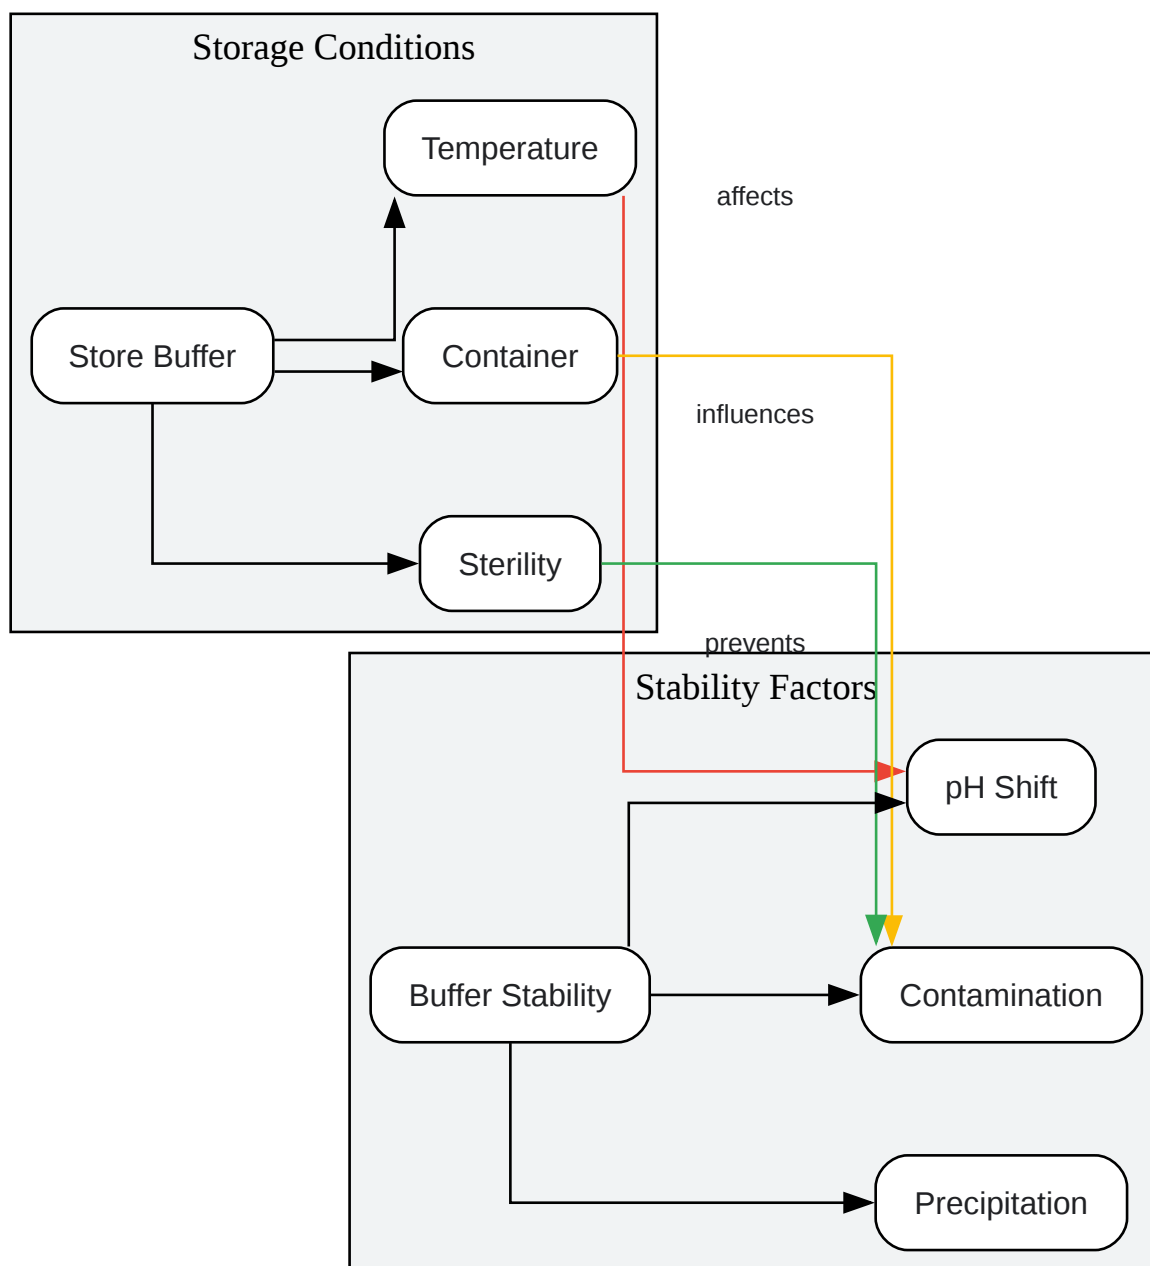 Storage Conditions
Temperature
affects
Store Buffer
Container
influences
Sterility
prevents
Stability Factors
pH Shift
Buffer Stability
Contamination
Precipitation